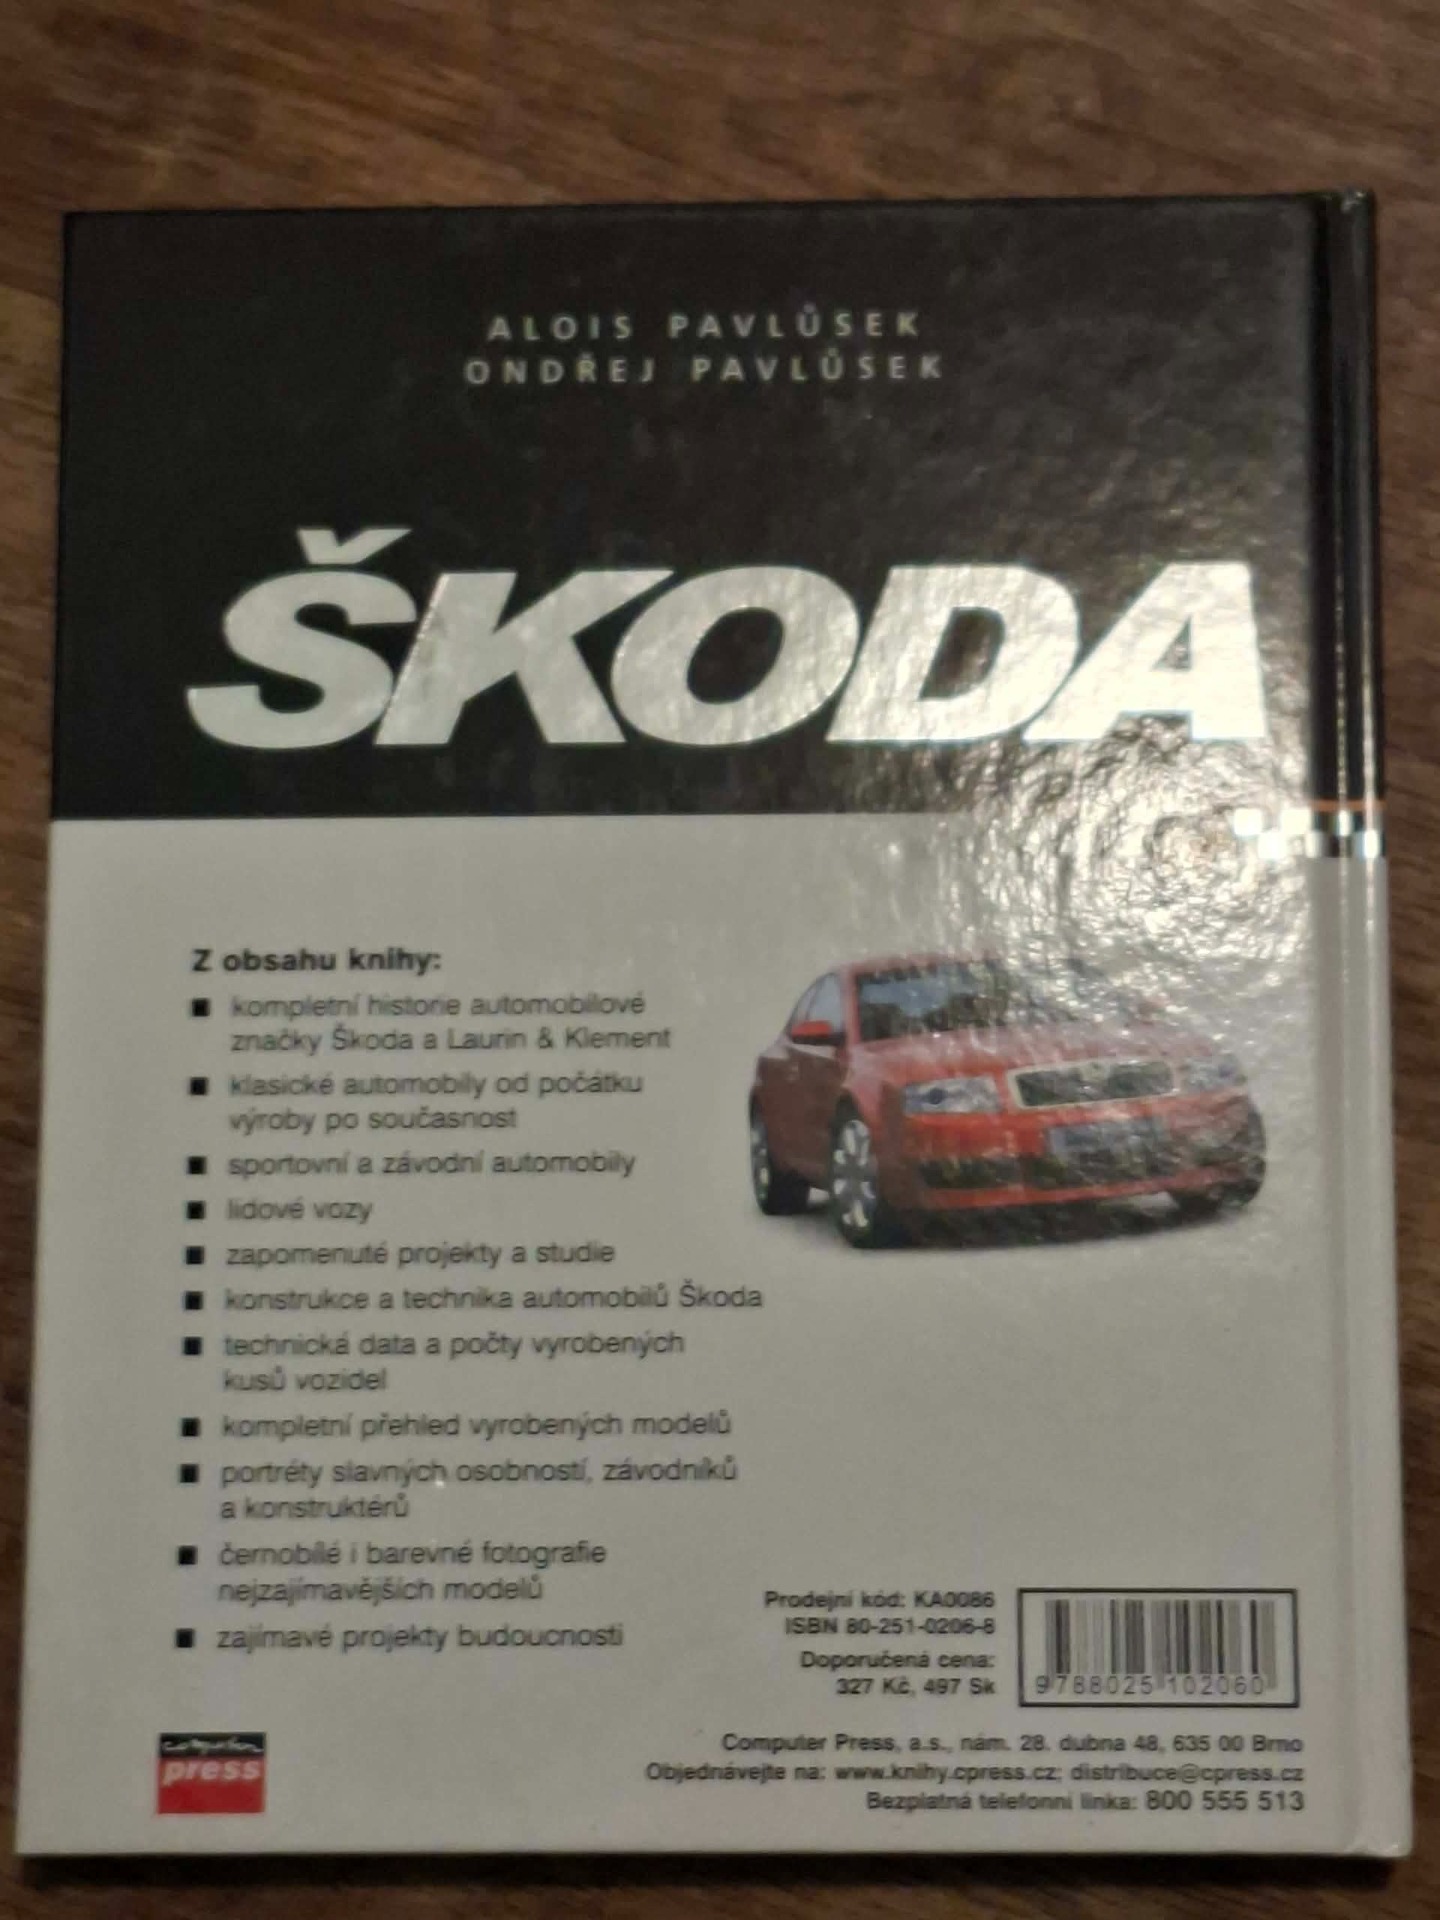 ALOIS PAVLŮSEK
ONDŘEJ PAVLŮSEK
ŠKODA
Z obsahu knihy:
■ kompletní historie automobilové
značky Škoda a Laurin & Klement
■ klasické automobily od počátku
výroby po současnost
■ sportovní a závodní automobily
■ lidové vozy
■ zapomenuté projekty a studie
■ konstrukce a technika automobilů Škoda
■ technická data a počty vyrobených
kusů vozidel
■ kompletní přehled vyrobených modelů
■ portréty slavných osobností, závodníků
a konstruktérů
■ černobílé i barevné fotografie
nejzajímavějších modelů
■ zajímavé projekty budoucnosti
Prodejní kód: KA0086
ISBN 80-251-0206-8
Doporučená cena:
327 Kč, 497 Sk
9788025102060
computer
press
Computer Press, a.s., nám. 28. dubna 48, 635 00 Brno
Objednávejte na: www.knihy.cpress.cz; distribuce@cpress.cz
Bezplatná telefonní linka: 800 555 513